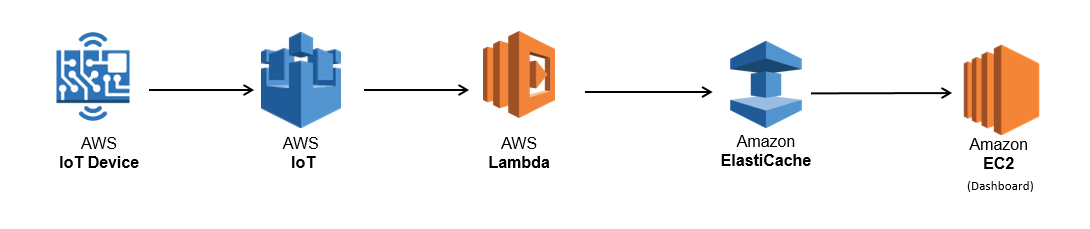 AWS
IoT Device
AWS
IoT
AWS
Lambda
Amazon
ElastiCache
Amazon
EC2
(Dashboard)